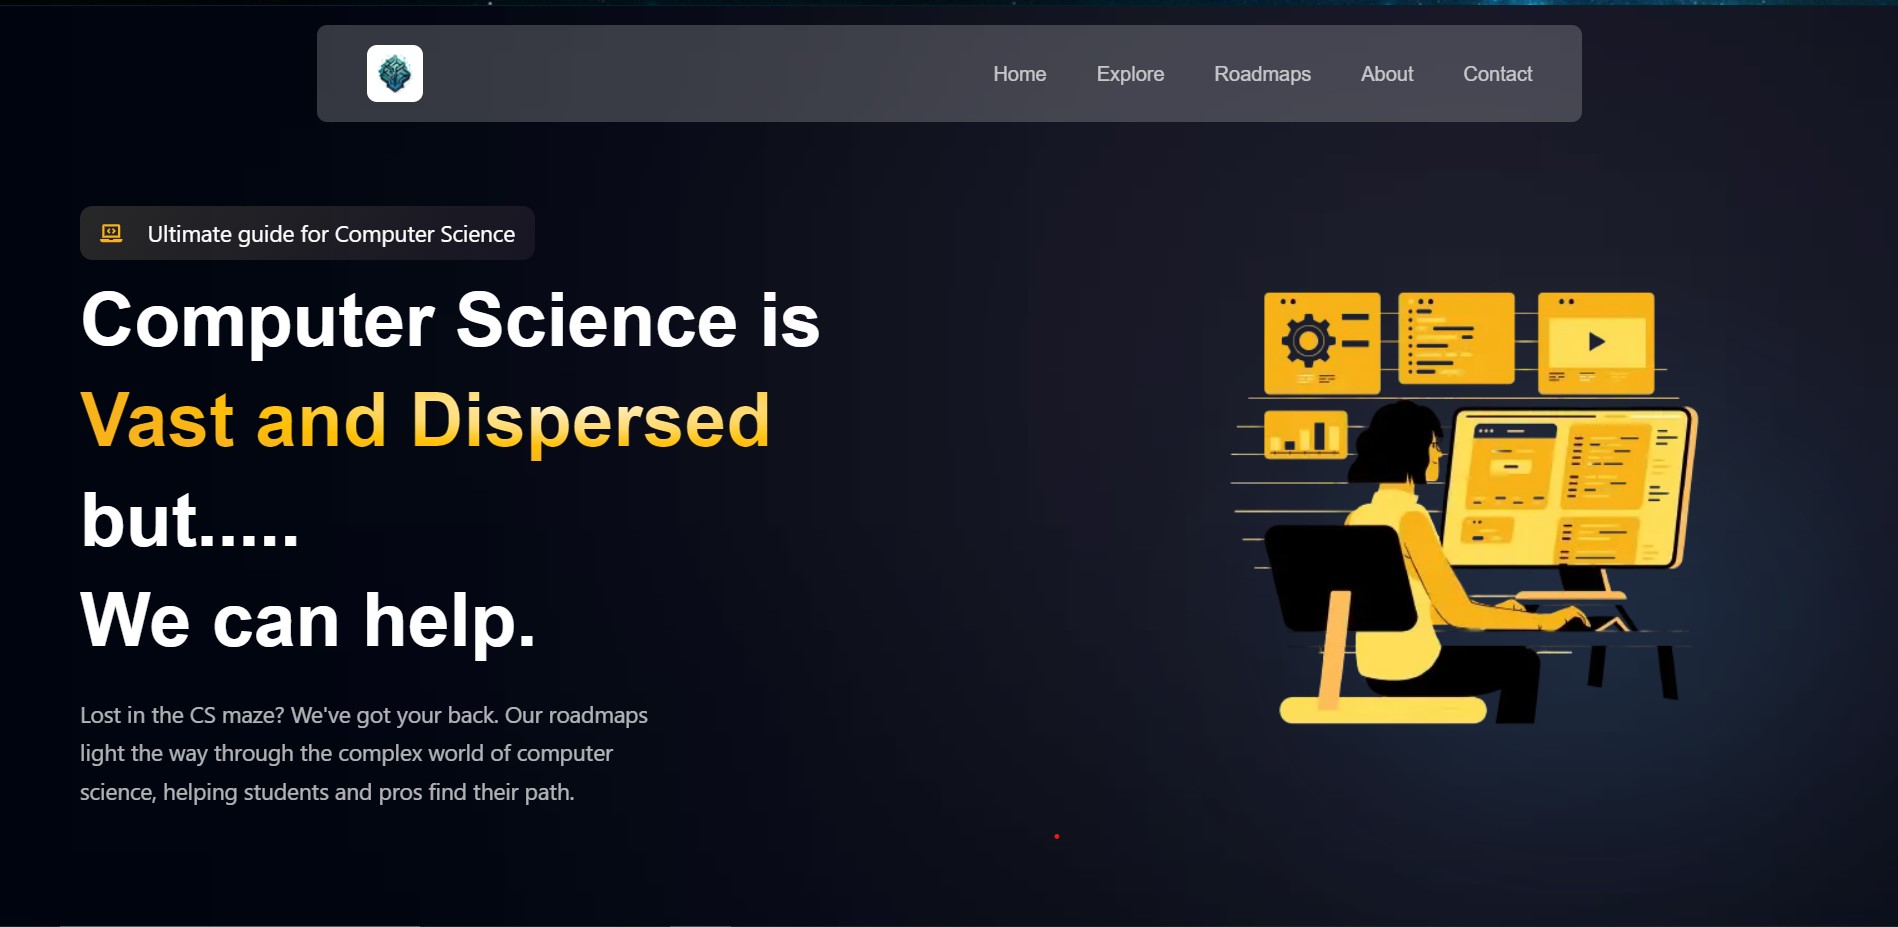 Home Explore Roadmaps About Contact
Ultimate guide for Computer Science
Computer Science is
Vast and Dispersed
but.....
We can help.
Lost in the CS maze? We've got your back. Our roadmaps
light the way through the complex world of computer
science, helping students and pros find their path.